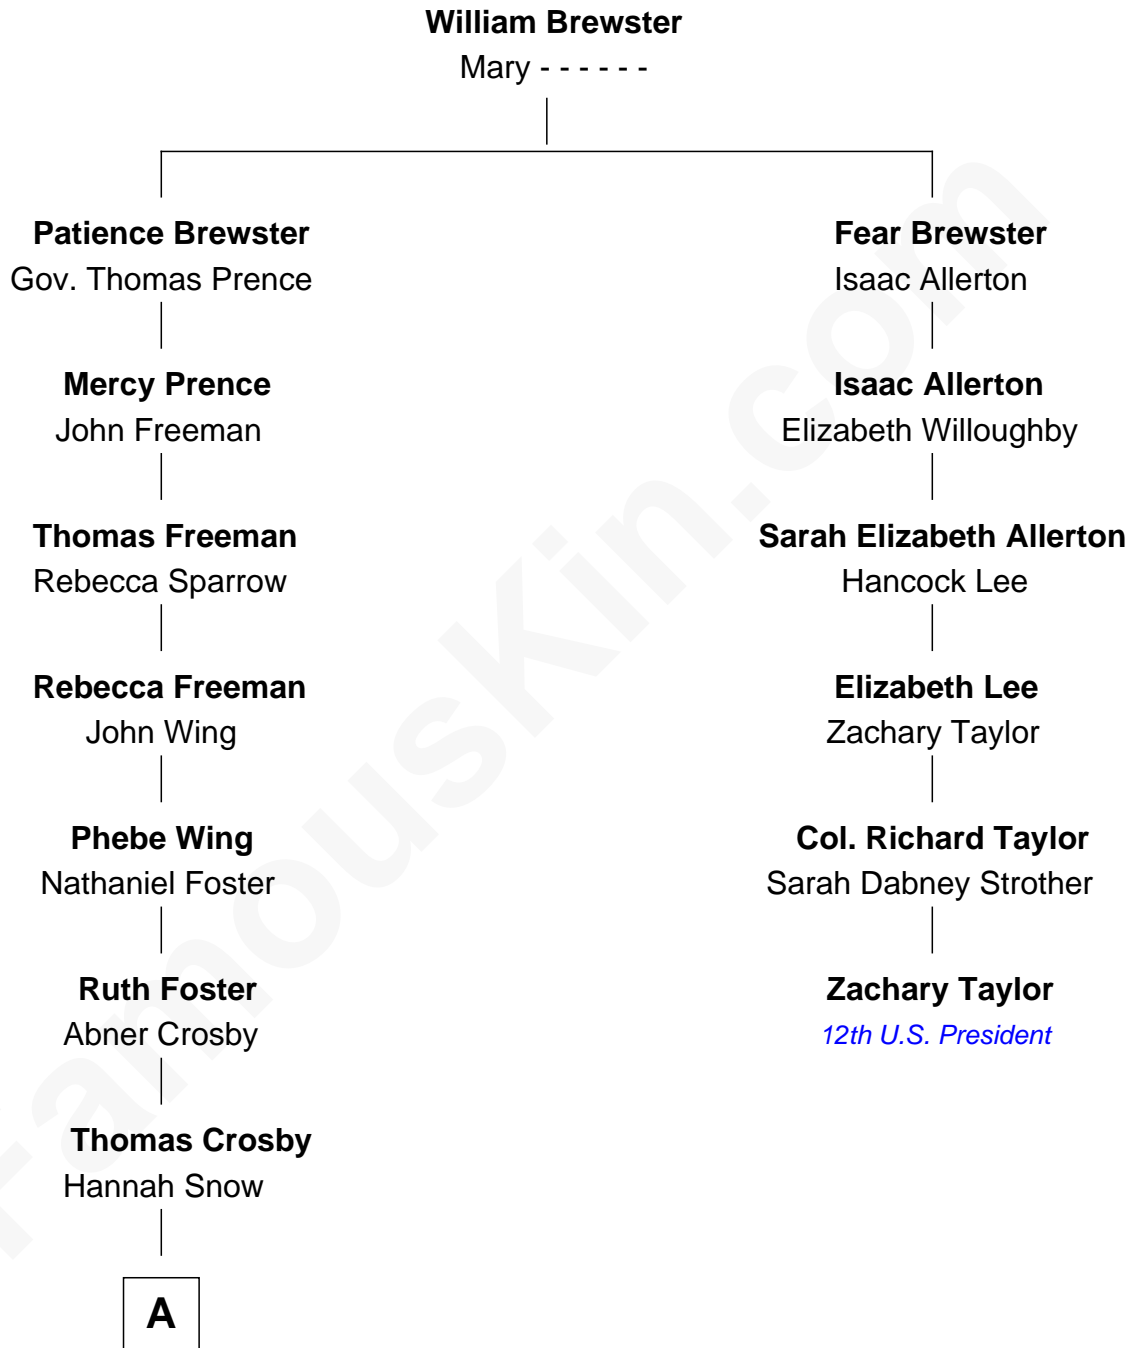 William Brewster
Mary - - - - - -
Patience Brewster
Gov. Thomas Prence
Fear Brewster
Isaac Allerton
Mercy Prence
John Freeman
Isaac Allerton
Elizabeth Willoughby
Thomas Freeman
Rebecca Sparrow
Sarah Elizabeth Allerton
Hancock Lee
Rebecca Freeman
John Wing
Elizabeth Lee
Zachary Taylor
Phebe Wing
Nathaniel Foster
Col. Richard Taylor
Sarah Dabney Strother
Ruth Foster
Abner Crosby
Zachary Taylor
12th U.S. President
Thomas Crosby
Hannah Snow
A
FamousKin.com